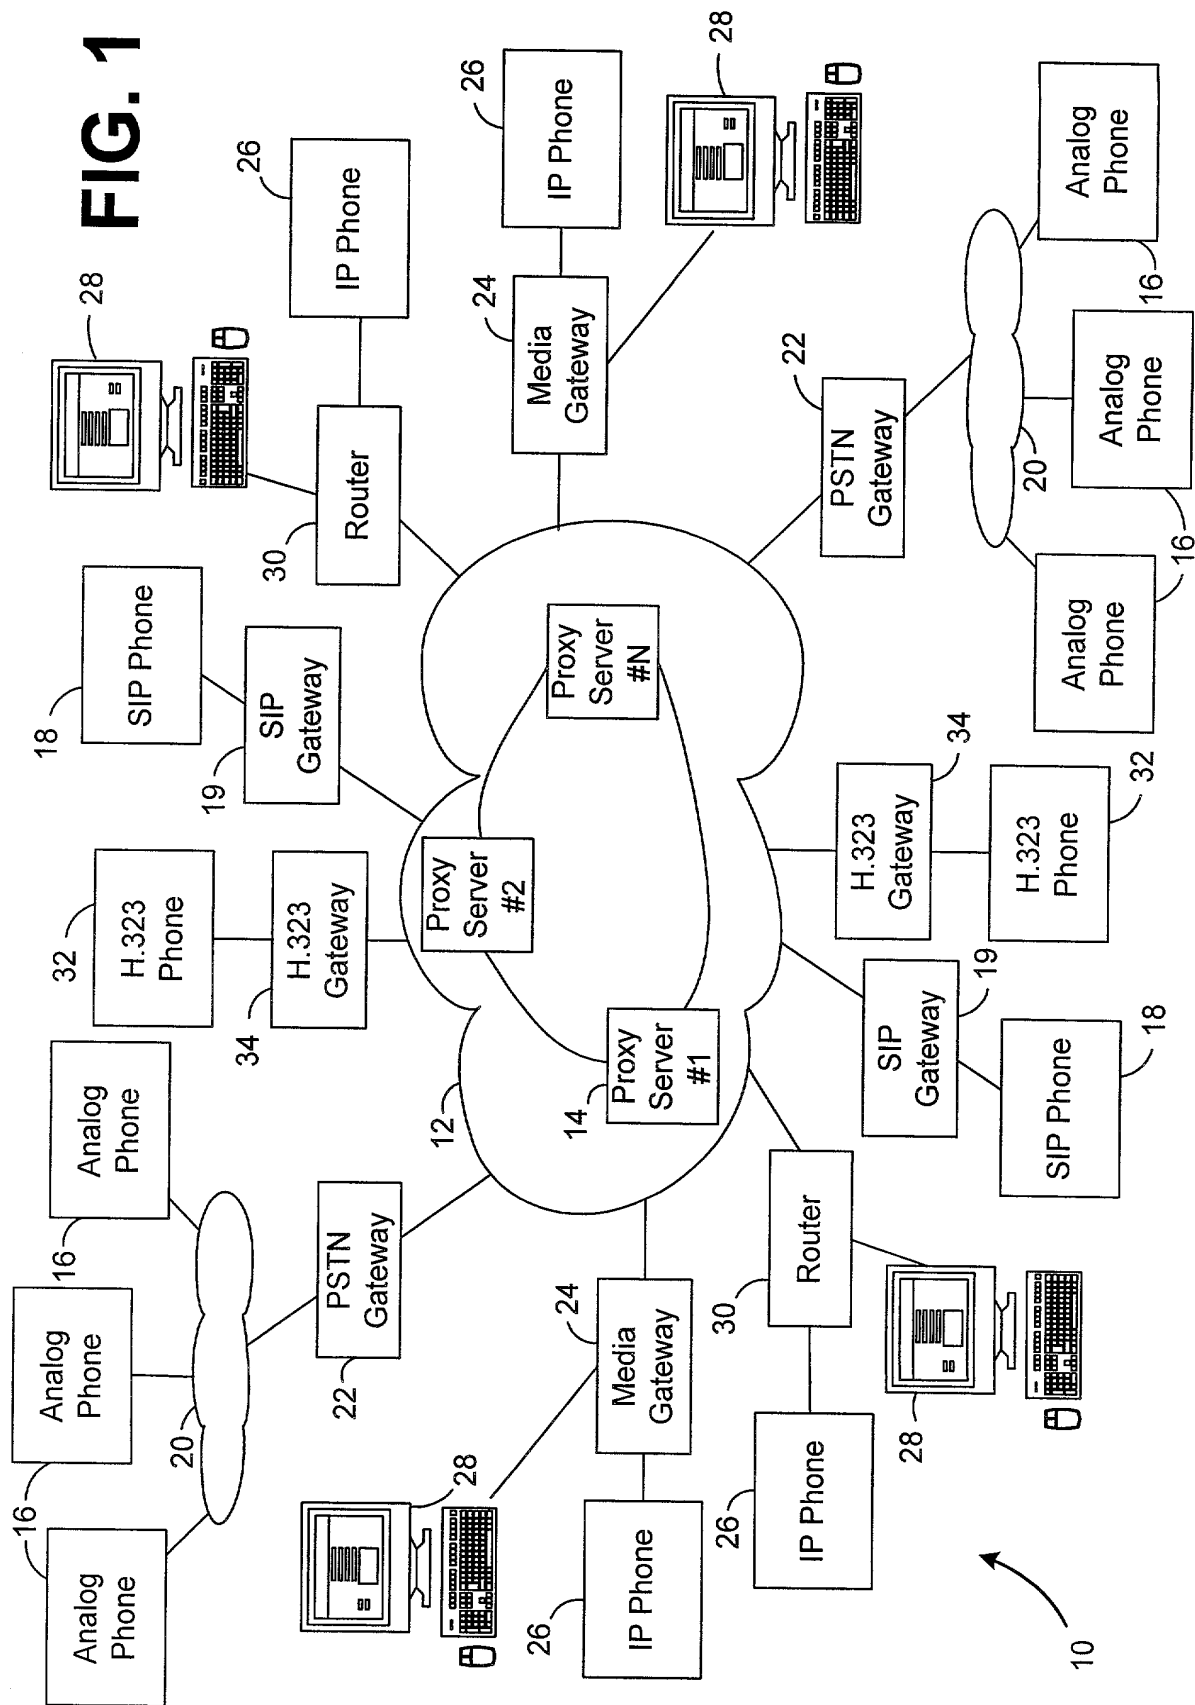 FIG. 1
Analog
Phone
16
Analog
Phone
16
Analog
Phone
20
PSTN
Gateway
22
H.323
Phone
32
H.323
Gateway
34
SIP Phone
18
SIP
Gateway
19
28
Router
30
IP Phone
26
28
Media
Gateway
24
IP Phone
26
12
Proxy
Server
#1
14
Proxy
Server
#2
Proxy
Server
#N
Media
Gateway
24
IP Phone
26
28
Router
30
IP Phone
26
28
SIP
Gateway
19
SIP Phone
18
H.323
Gateway
34
H.323
Phone
32
PSTN
Gateway
22
20
Analog
Phone
Analog
Phone
16
Analog
Phone
16
10